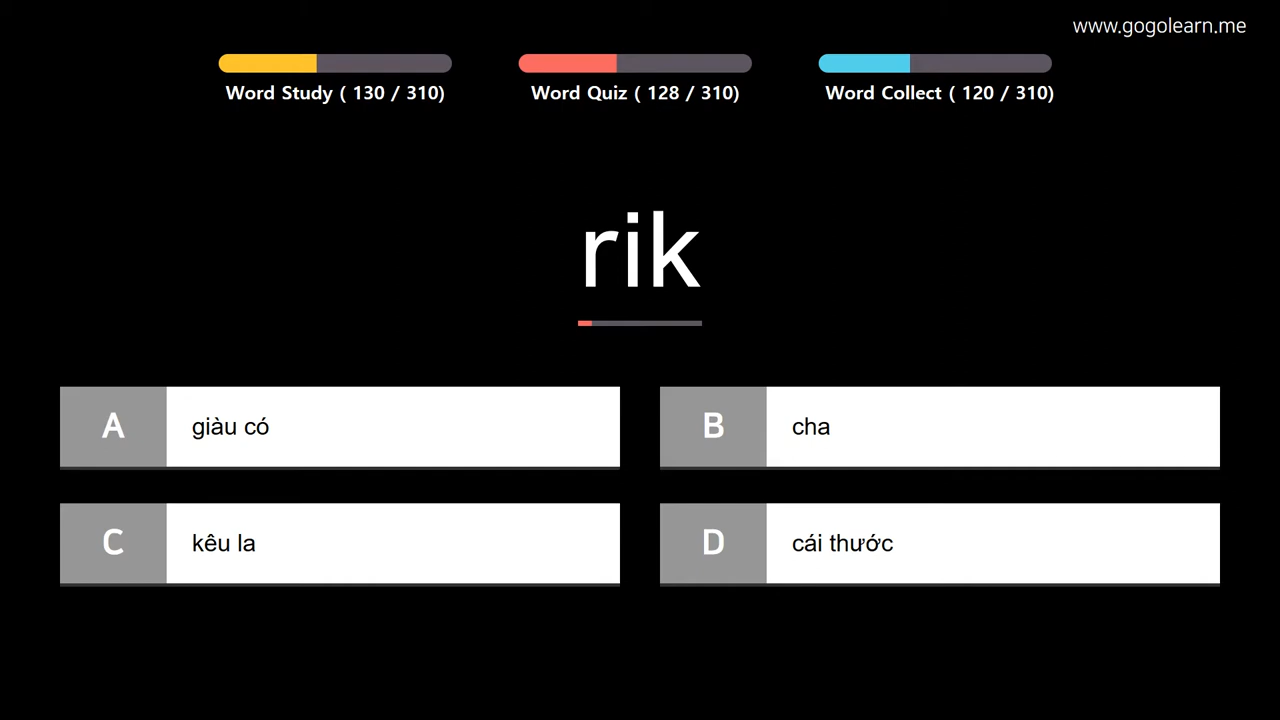 www.gogolearn.me
Word Study ( 130 / 310)
Word Quiz ( 128 / 310)
Word Collect ( 120 / 310)
rik
A giàu có
B cha
C kêu la
D cái thước